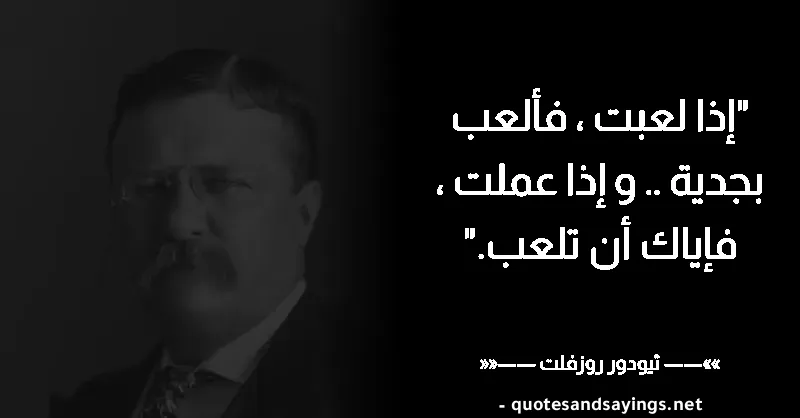 "إذا لعبت ، فألعب
بجدية .. و إذا عملت ،
فإياك أن تلعب."
»»—— ثيودور روزفلت ——««
- quotesandsayings.net